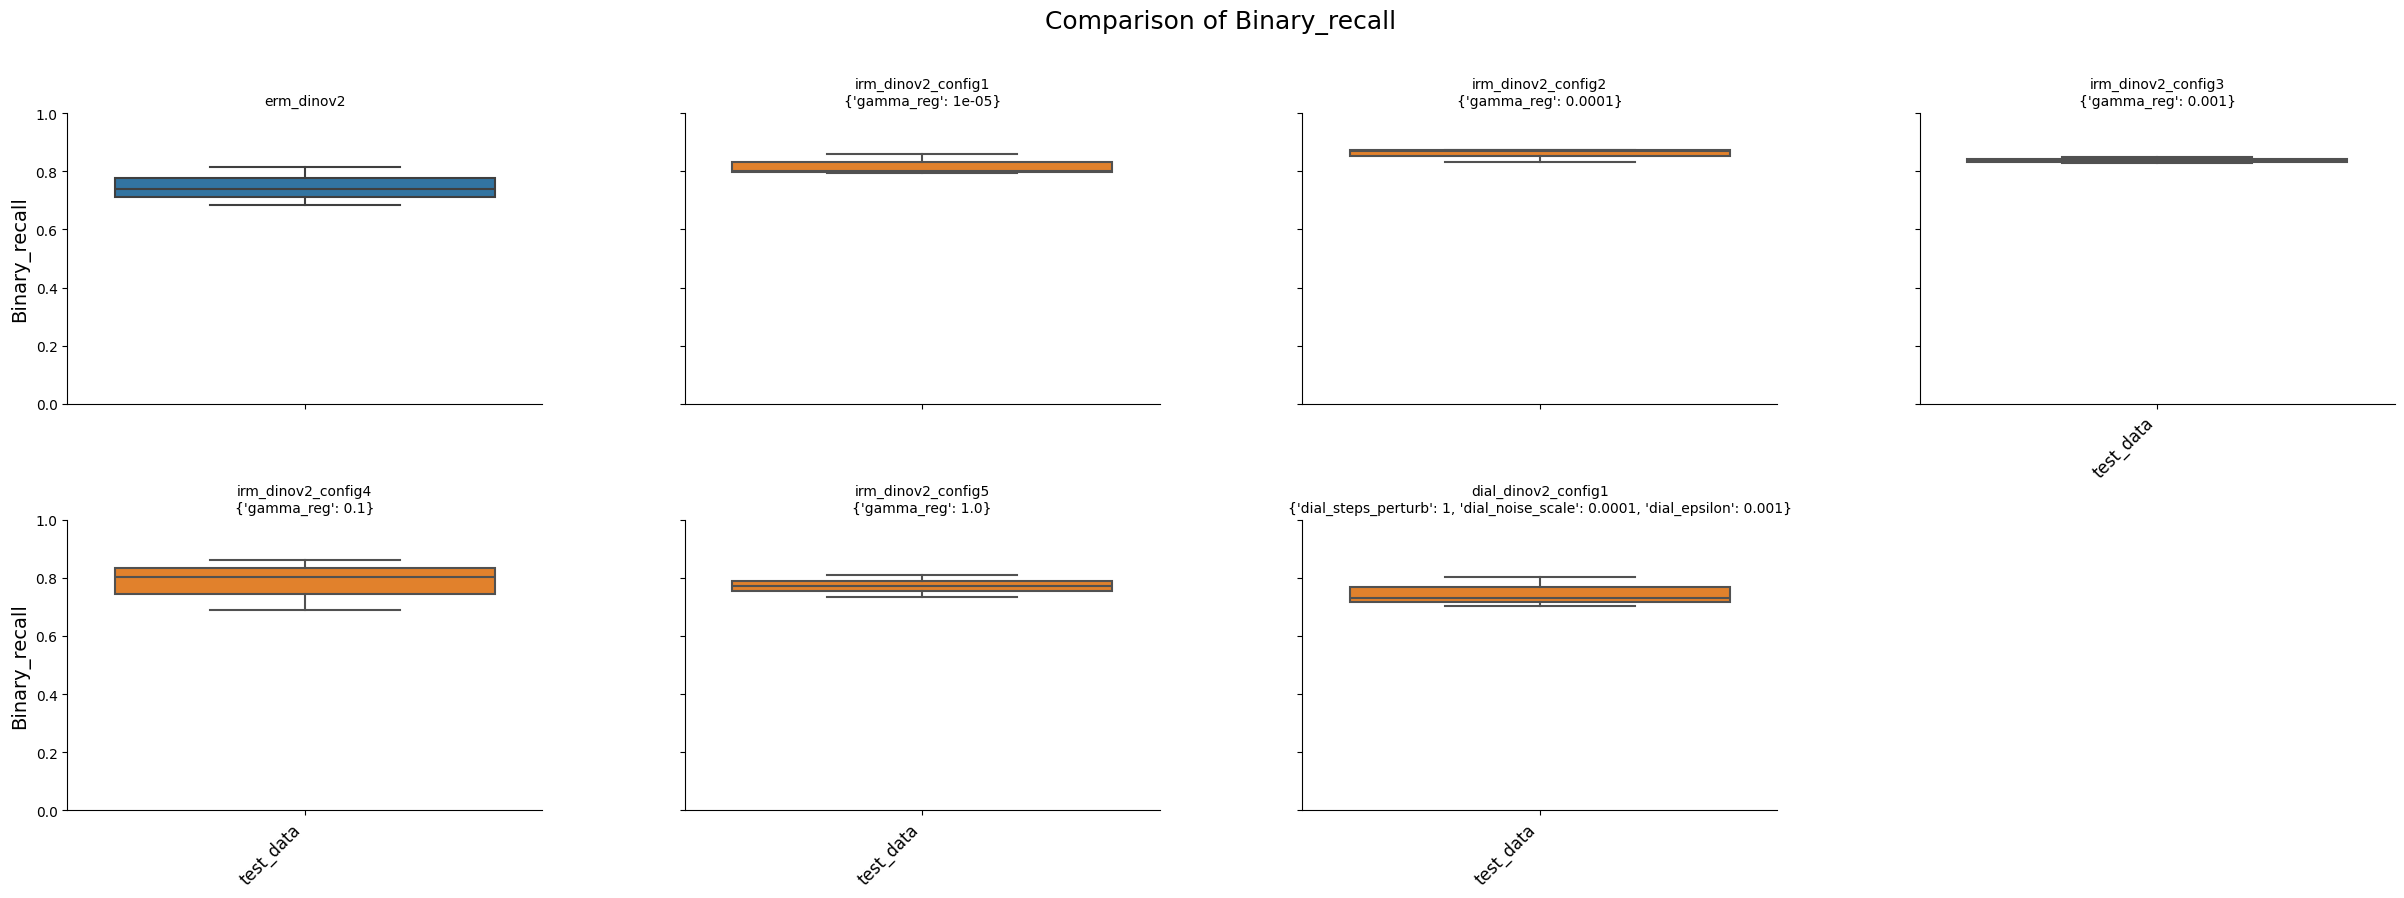 Comparison of Binary_recall
erm_dinov2
irm_dinov2_config1
{'gamma_reg': 1e-05}
irm_dinov2_config2
{'gamma_reg': 0.0001}
irm_dinov2_config3
{'gamma_reg': 0.001}
Binary_recall
1.0
0.8
0.6
0.4
0.2
0.0
test_data
irm_dinov2_config4
{'gamma_reg': 0.1}
irm_dinov2_config5
{'gamma_reg': 1.0}
dial_dinov2_config1
{'dial_steps_perturb': 1, 'dial_noise_scale': 0.0001, 'dial_epsilon': 0.001}
Binary_recall
1.0
0.8
0.6
0.4
0.2
0.0
test_data
test_data
test_data